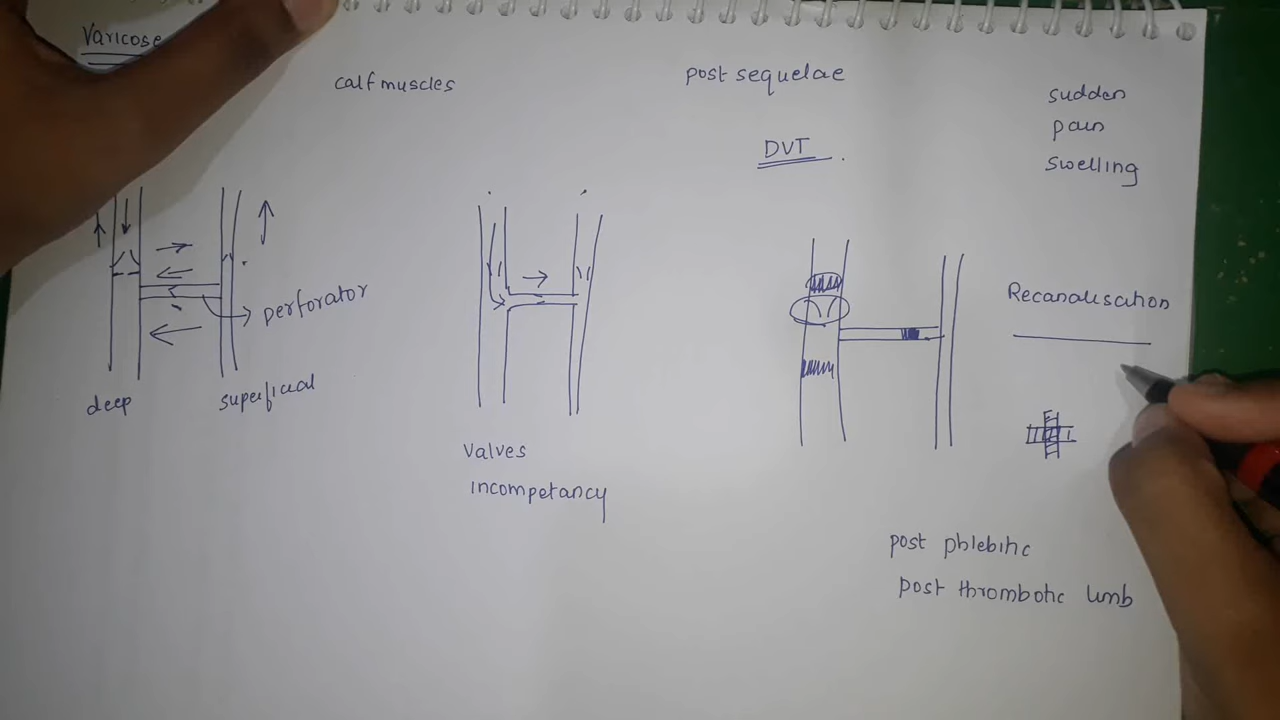 Varicose
calf muscles
post sequelae
sudden
pain
swelling
DVT
perforator
Recanalisation
deep
superficial
Valves
incompetancy
post phlebitic
post thrombotic limb